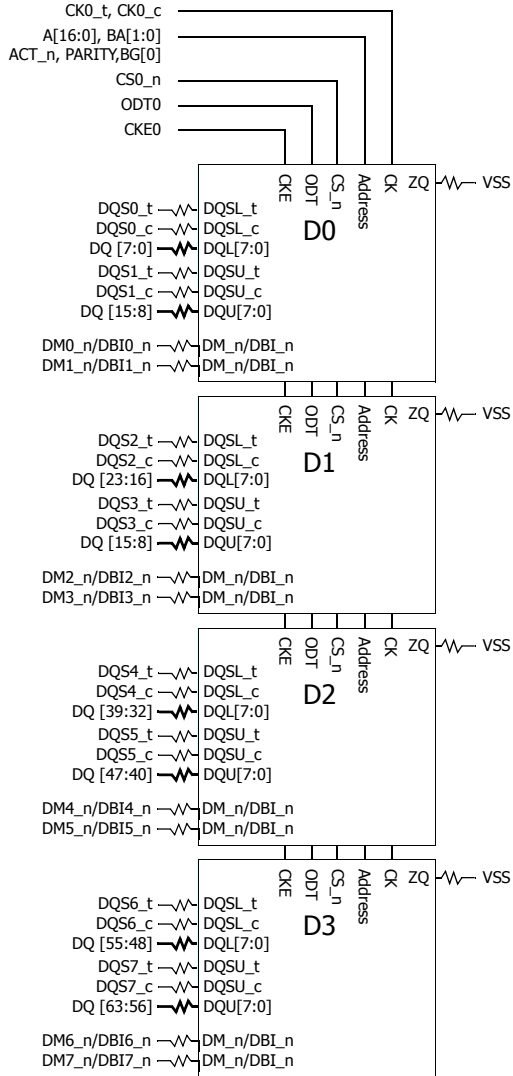 CK0_t, CK0_c
A[16:0], BA[1:0]
ACT_n, PARITY,BG[0]
CS0_n
ODT0
CKE0
CKE ODT CS_n Address CK ZQ VSS
D0
DQS0_t DQSL_t
DQS0_c DQSL_c
DQ [7:0] DQL[7:0]
DQS1_t DQSU_t
DQS1_c DQSU_c
DQ [15:8] DQU[7:0]
DM0_n/DBI0_n DM_n/DBI_n
DM1_n/DBI1_n DM_n/DBI_n
CKE ODT CS_n Address CK ZQ VSS
D1
DQS2_t DQSL_t
DQS2_c DQSL_c
DQ [23:16] DQL[7:0]
DQS3_t DQSU_t
DQS3_c DQSU_c
DQ [15:8] DQU[7:0]
DM2_n/DBI2_n DM_n/DBI_n
DM3_n/DBI3_n DM_n/DBI_n
CKE ODT CS_n Address CK ZQ VSS
D2
DQS4_t DQSL_t
DQS4_c DQSL_c
DQ [39:32] DQL[7:0]
DQS5_t DQSU_t
DQS5_c DQSU_c
DQ [47:40] DQU[7:0]
DM4_n/DBI4_n DM_n/DBI_n
DM5_n/DBI5_n DM_n/DBI_n
CKE ODT CS_n Address CK ZQ VSS
D3
DQS6_t DQSL_t
DQS6_c DQSL_c
DQ [55:48] DQL[7:0]
DQS7_t DQSU_t
DQS7_c DQSU_c
DQ [63:56] DQU[7:0]
DM6_n/DBI6_n DM_n/DBI_n
DM7_n/DBI7_n DM_n/DBI_n